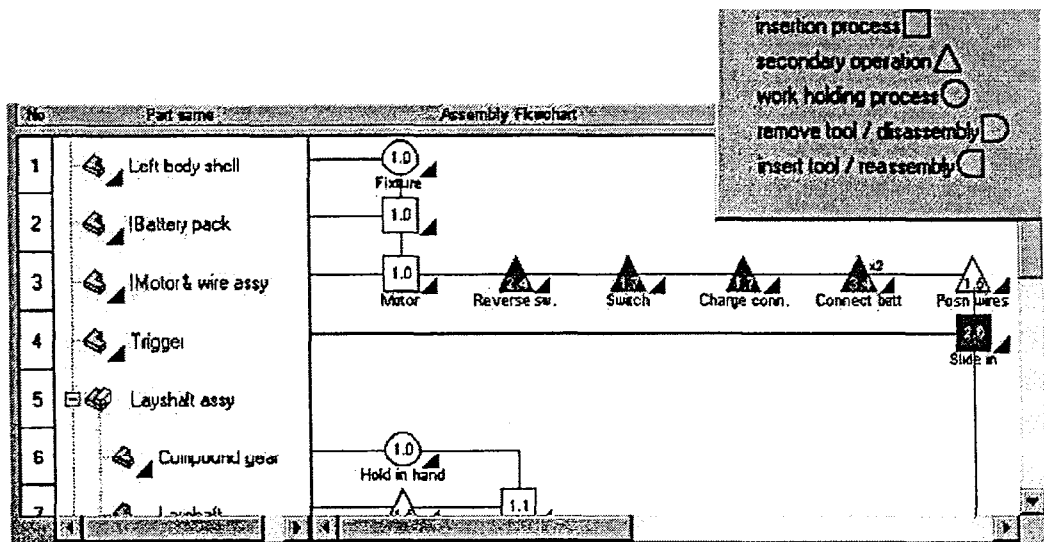 insertion process
secondary operation
work holding process
remove tool / disassembly
insert tool / reassembly
No Part name Assembly Flowchart
1 Left body shell 1.0
Fixture
2 Battery pack 1.0
3 Motor & wire assy 1.0 x2
Motor Reverse sw. Switch Charge conn. Connect batt Posn wires
4 Trigger 2.0
Slide in
5 Layshaft assy
6 Compound gear 1.0
Hold in hand
7 Layshaft 1.1